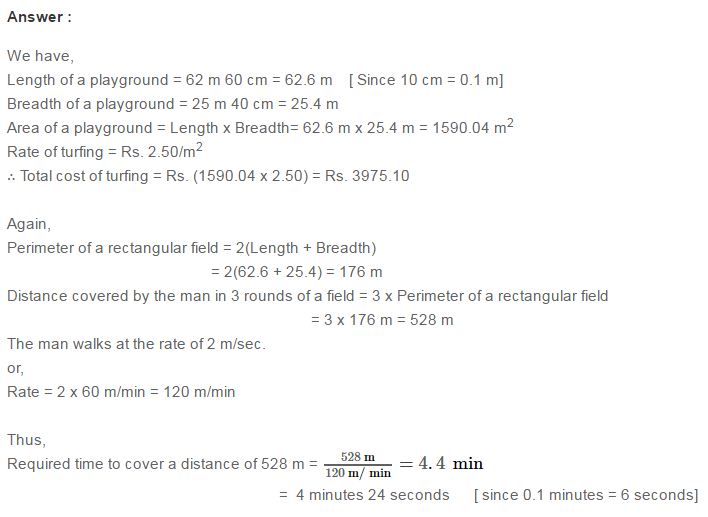 Answer :
We have,
Length of a playground = 62 m 60 cm = 62.6 m [ Since 10 cm = 0.1 m]
Breadth of a playground = 25 m 40 cm = 25.4 m
Area of a playground = Length x Breadth= 62.6 m x 25.4 m = 1590.04 m²
Rate of turfing = Rs. 2.50/m²
∴ Total cost of turfing = Rs. (1590.04 x 2.50) = Rs. 3975.10
Again,
Perimeter of a rectangular field = 2(Length + Breadth)
= 2(62.6 + 25.4) = 176 m
Distance covered by the man in 3 rounds of a field = 3 x Perimeter of a rectangular field
= 3 x 176 m = 528 m
The man walks at the rate of 2 m/sec.
or,
Rate = 2 x 60 m/min = 120 m/min
Thus,
Required time to cover a distance of 528 m = 528 m / 120 m/ min = 4.4 min
= 4 minutes 24 seconds [ since 0.1 minutes = 6 seconds]